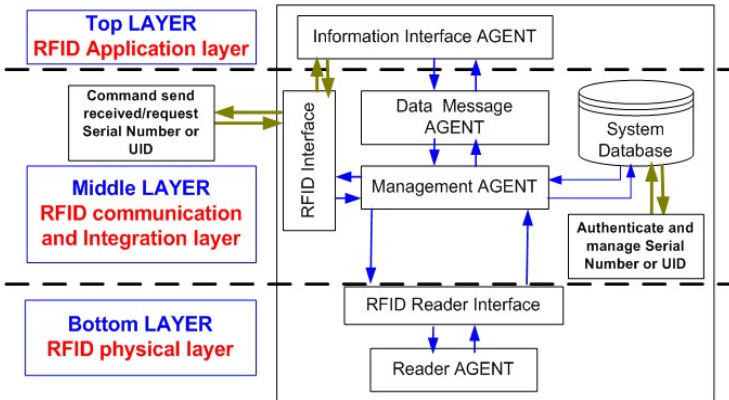 Top LAYER
RFID Application layer
Information Interface AGENT
Command send
received/request
Serial Number or
UID
RFID Interface
Data Message
AGENT
System
Database
Middle LAYER
RFID communication
and Integration layer
Management AGENT
Authenticate and
manage Serial
Number or UID
Bottom LAYER
RFID physical layer
RFID Reader Interface
Reader AGENT